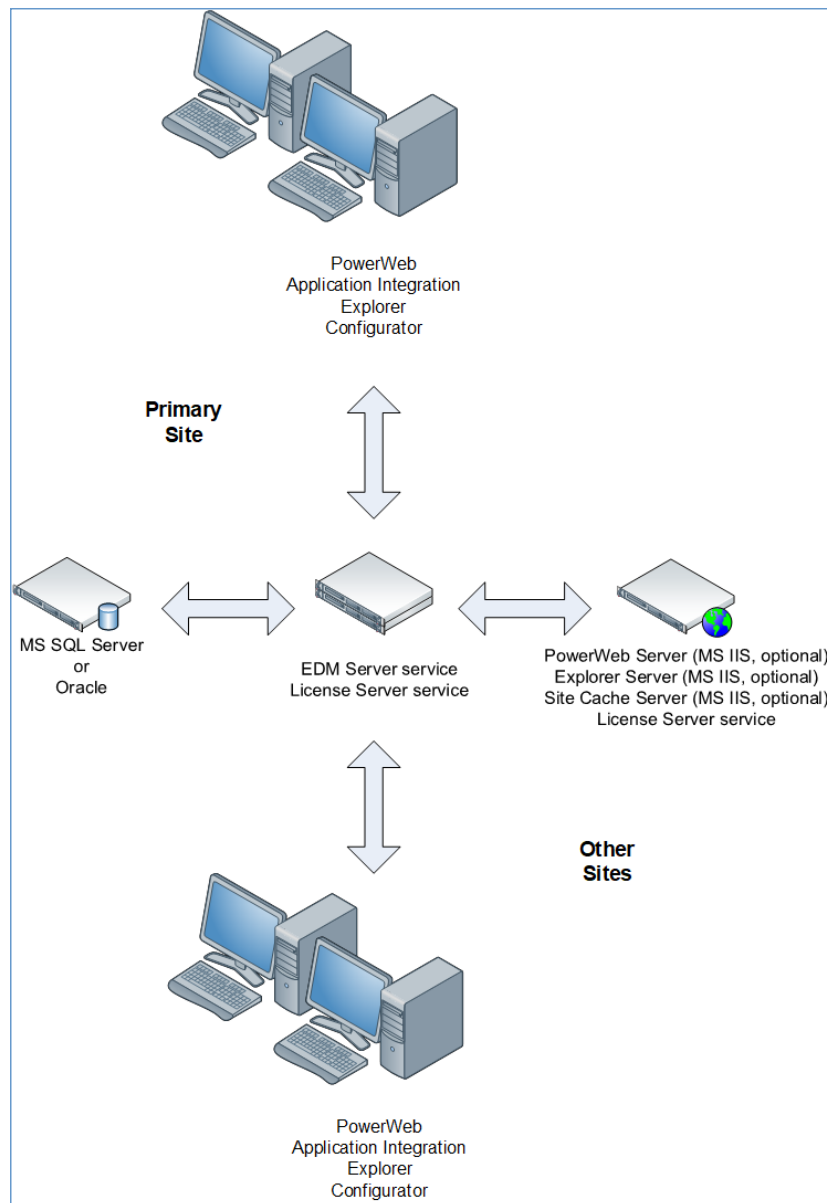 PowerWeb
Application Integration
Explorer
Configurator
Primary
Site
MS SQL Server
or
Oracle
EDM Server service
License Server service
PowerWeb Server (MS IIS, optional)
Explorer Server (MS IIS, optional)
Site Cache Server (MS IIS, optional)
License Server service
Other
Sites
PowerWeb
Application Integration
Explorer
Configurator